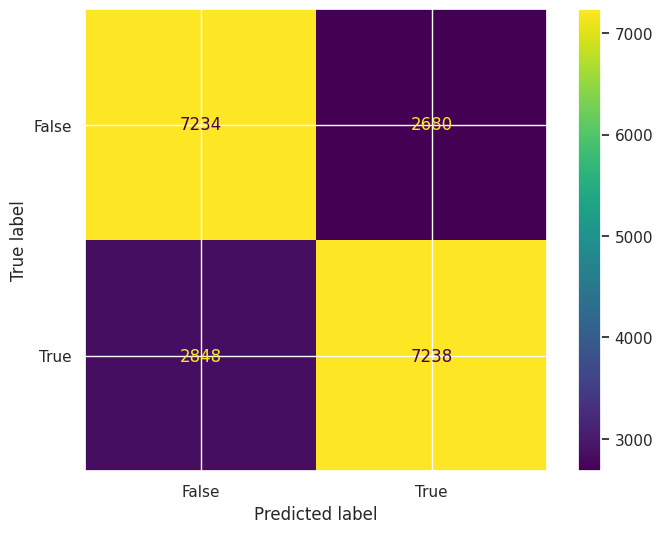 True label
False
True
7234
2680
2848
7238
False
True
Predicted label
7000
6000
5000
4000
3000